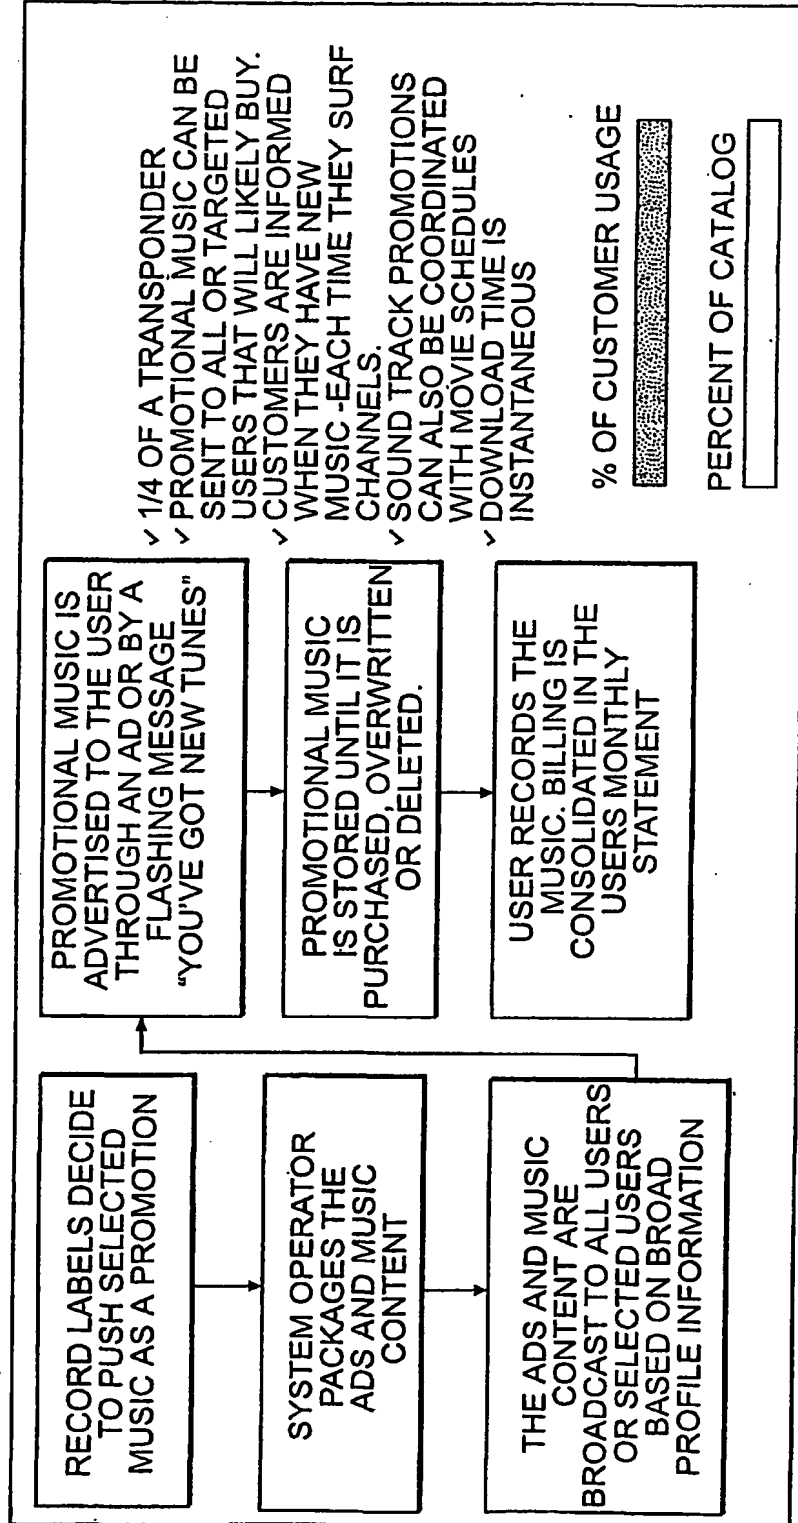 RECORD LABELS DECIDE
TO PUSH SELECTED
MUSIC AS A PROMOTION
SYSTEM OPERATOR
PACKAGES THE
ADS AND MUSIC
CONTENT
THE ADS AND MUSIC
CONTENT ARE
BROADCAST TO ALL USERS
OR SELECTED USERS
BASED ON BROAD
PROFILE INFORMATION
PROMOTIONAL MUSIC IS
ADVERTISED TO THE USER
THROUGH AN AD OR BY A
FLASHING MESSAGE
“YOU'VE GOT NEW TUNES”
PROMOTIONAL MUSIC
IS STORED UNTIL IT IS
PURCHASED, OVERWRITTEN
OR DELETED.
USER RECORDS THE
MUSIC. BILLING IS
CONSOLIDATED IN THE
USERS MONTHLY
STATEMENT
✓ 1/4 OF A TRANSPONDER
✓ PROMOTIONAL MUSIC CAN BE
SENT TO ALL OR TARGETED
USERS THAT WILL LIKELY BUY.
✓ CUSTOMERS ARE INFORMED
WHEN THEY HAVE NEW
MUSIC -EACH TIME THEY SURF
CHANNELS.
✓ SOUND TRACK PROMOTIONS
CAN ALSO BE COORDINATED
WITH MOVIE SCHEDULES
✓ DOWNLOAD TIME IS
INSTANTANEOUS
% OF CUSTOMER USAGE
PERCENT OF CATALOG